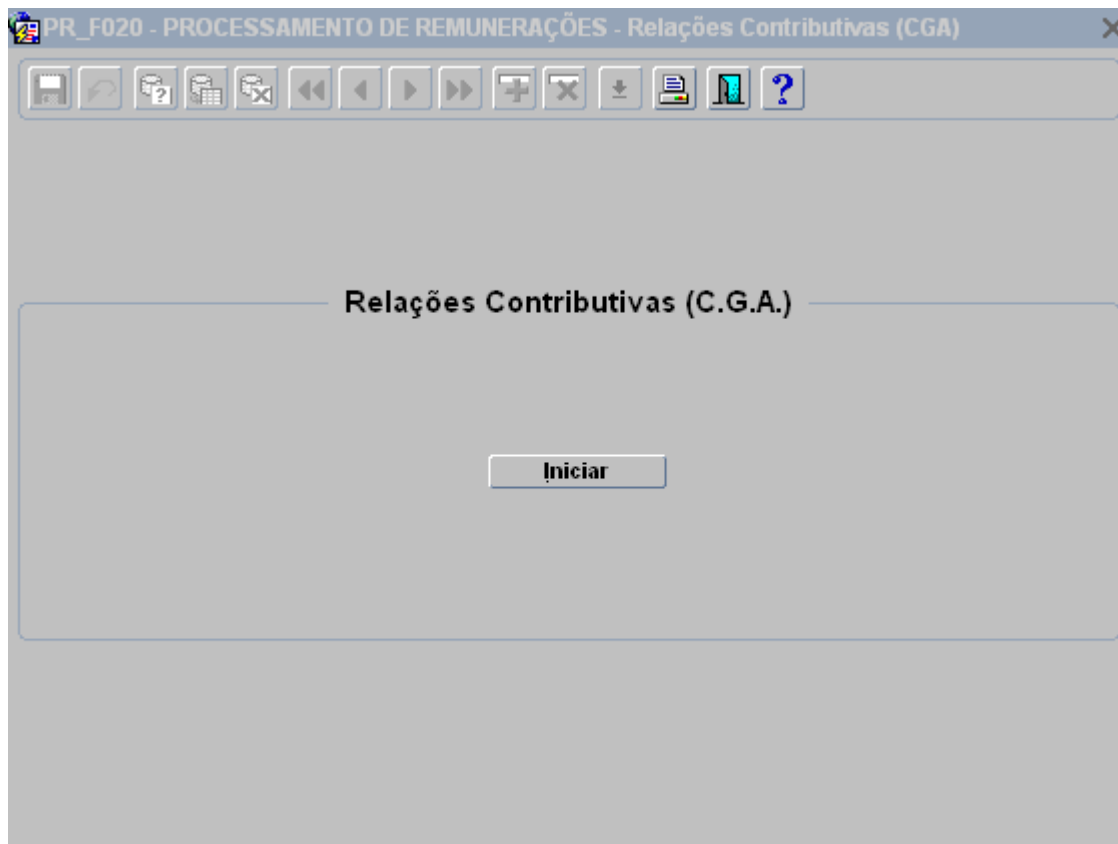 PR_F020 - PROCESSAMENTO DE REMUNERAÇÕES - Relações Contributivas (CGA)
Relações Contributivas (C.G.A.)
Iniciar